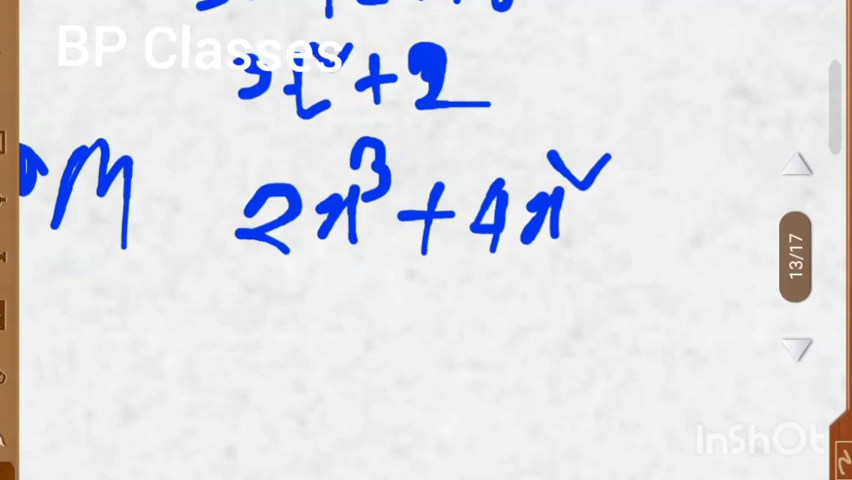 BP Classes
3t² + 2
M 2x³ + 4x²
13/17
InShOt